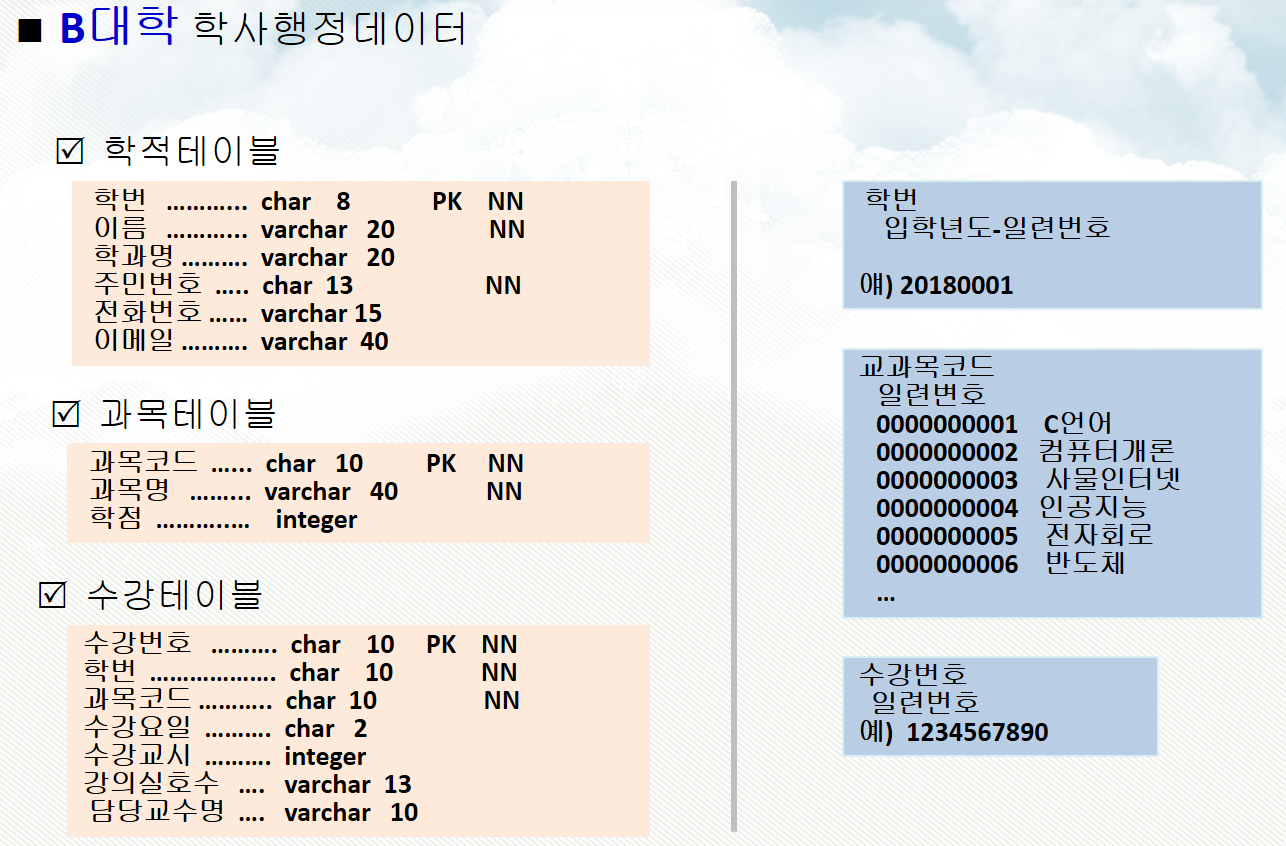 ■ B대학 학사행정데이터
☑ 학적테이블
학번 ………... char 8 PK NN
이름 ………... varchar 20 NN
학과명 ………. varchar 20
주민번호 ….. char 13 NN
전화번호 …… varchar 15
이메일 ………. varchar 40
☑ 과목테이블
과목코드 …... char 10 PK NN
과목명 ……... varchar 40 NN
학점 ……….…. integer
☑ 수강테이블
수강번호 ………. char 10 PK NN
학번 ………………. char 10 NN
과목코드 ……….. char 10 NN
수강요일 ………. char 2
수강교시 ………. integer
강의실호수 …. varchar 13
담당교수명 …. varchar 10
학번
입학년도-일련번호
얘) 20180001
교과목코드
일련변호
0000000001 C언어
0000000002 컴퓨터개론
0000000003 사물인터넷
0000000004 인공지능
0000000005 전자회로
0000000006 반도체
…
수강번호
일련번호
예) 1234567890